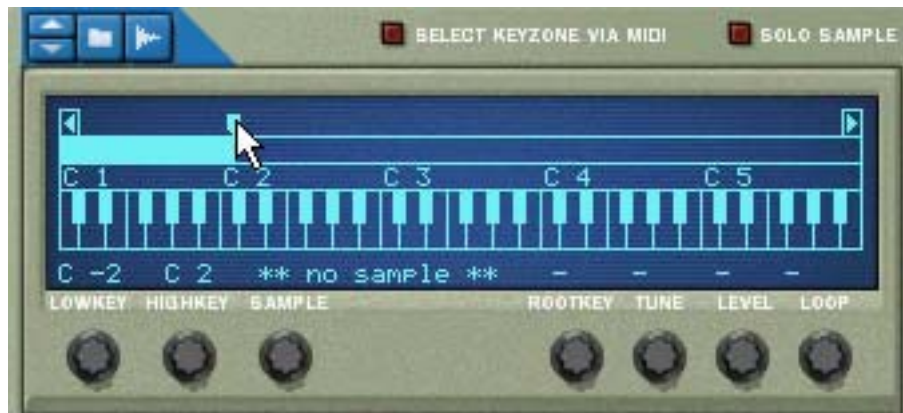 SELECT KEYZONE VIA MIDI SOLO SAMPLE
C 1 C 2 C 3 C 4 C 5
C -2 C 2 ** no sample ** - - - -
LOWKEY HIGHKEY SAMPLE ROOTKEY TUNE LEVEL LOOP